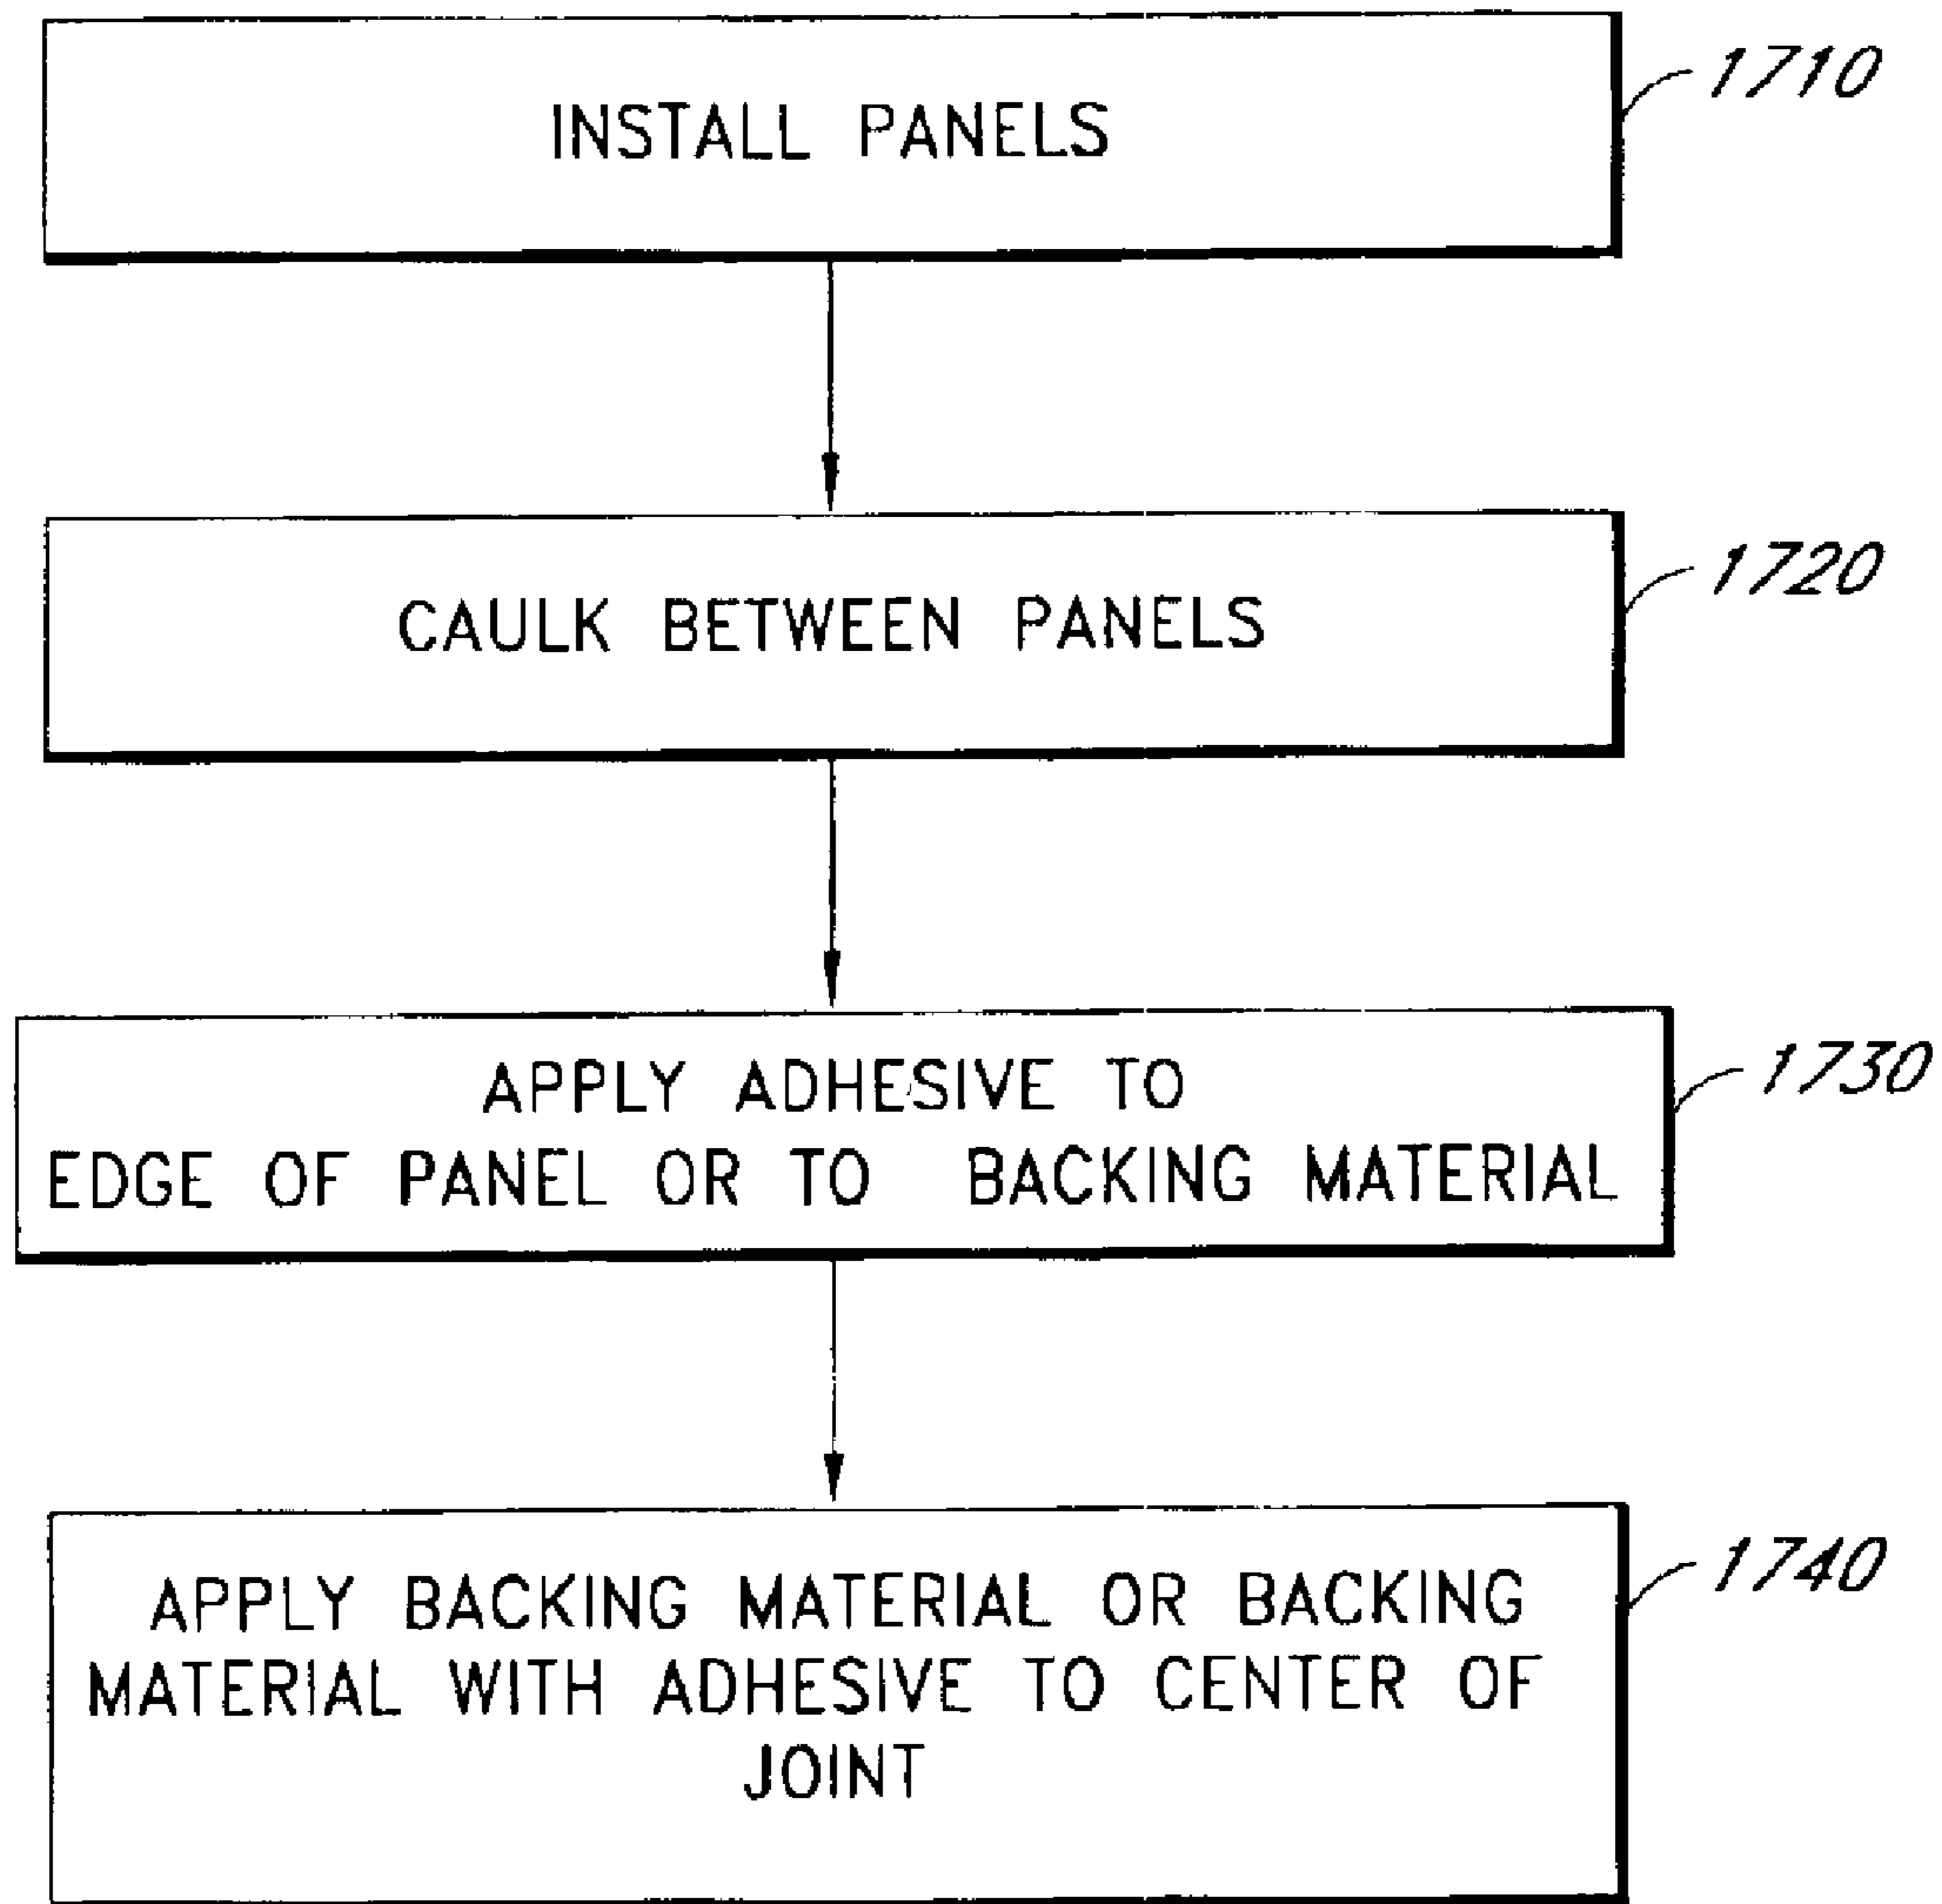 INSTALL PANELS
1710
CAULK BETWEEN PANELS
1720
APPLY ADHESIVE TO
EDGE OF PANEL OR TO BACKING MATERIAL
1730
APPLY BACKING MATERIAL OR BACKING
MATERIAL WITH ADHESIVE TO CENTER OF
JOINT
1740